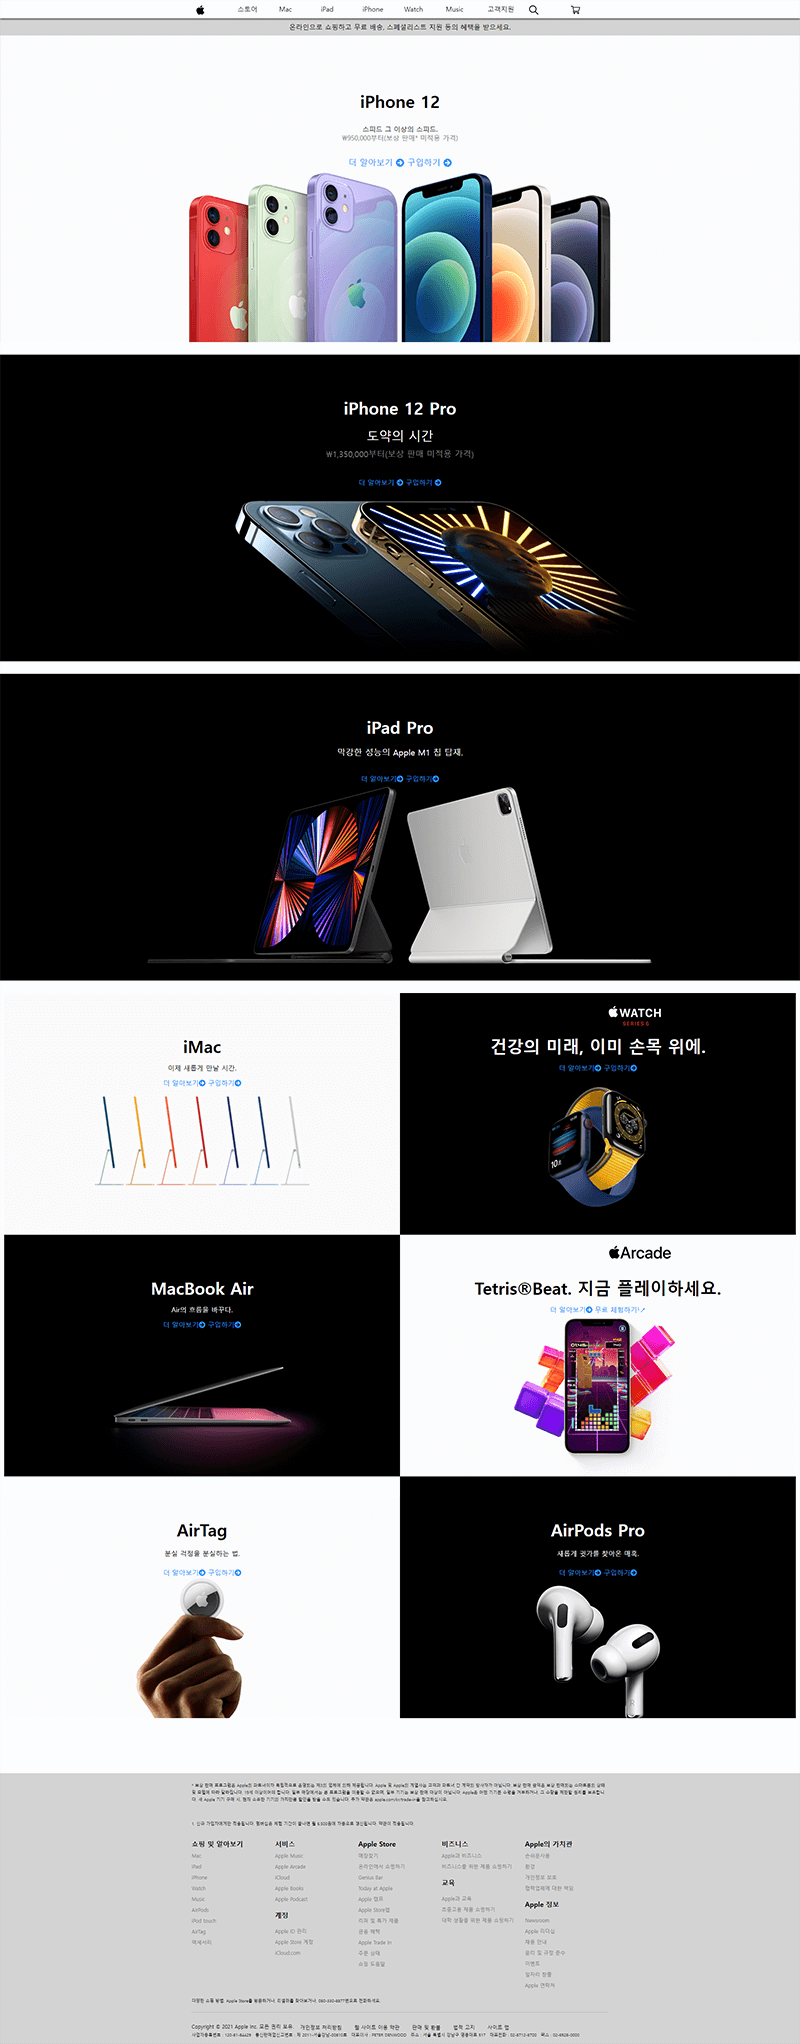 스토어 Mac iPad iPhone Watch Music 고객지원
온라인으로 쇼핑하고 무료 배송, 스페셜리스트 지원 등의 혜택을 받으세요.
iPhone 12
스피드 그 이상의 스피드.
₩950,000부터(보상 판매* 미적용 가격)
더 알아보기 구입하기
iPhone 12 Pro
도약의 시간
₩1,350,000부터(보상 판매 미적용 가격)
더 알아보기 구입하기
iPad Pro
막강한 성능의 Apple M1 칩 탑재.
더 알아보기 구입하기
iMac
이제 새롭게 만날 시간.
더 알아보기 구입하기
WATCH
SERIES 6
건강의 미래, 이미 손목 위에.
더 알아보기 구입하기
MacBook Air
Air의 흐름을 바꾸다.
더 알아보기 구입하기
Arcade
Tetris®Beat. 지금 플레이하세요.
더 알아보기 무료 체험하기¹↗
AirTag
분실 걱정을 분실하는 법.
더 알아보기 구입하기
AirPods Pro
새롭게 귓가를 찾아온 매혹.
더 알아보기 구입하기
쇼핑 및 알아보기
Mac
iPad
iPhone
Watch
Music
AirPods
iPod touch
AirTag
액세서리
서비스
Apple Music
Apple Arcade
iCloud
Apple Books
Apple Podcast
계정
Apple ID 관리
Apple Store 계정
iCloud.com
Apple Store
매장찾기
온라인에서 쇼핑하기
Genius Bar
Today at Apple
Apple 캠프
Apple Store앱
리퍼 및 특가 제품
금융 혜택
Apple Trade In
주문 상태
쇼핑 도움말
비즈니스
Apple과 비즈니스
비즈니스를 위한 제품 쇼핑하기
교육
Apple과 교육
초중고용 제품 쇼핑하기
대학 생활을 위한 제품 쇼핑하기
Apple의 가치관
손쉬운사용
환경
개인정보 보호
협력업체에 대한 책임
Apple 정보
Newsroom
Apple 리더십
채용 안내
윤리 및 규정 준수
이벤트
일자리 창출
Apple 연락처
Copyright © 2021 Apple Inc. 모든 권리 보유. 개인정보 처리방침 웹 사이트 이용 약관 판매 및 환불 법적 고지 사이트 맵